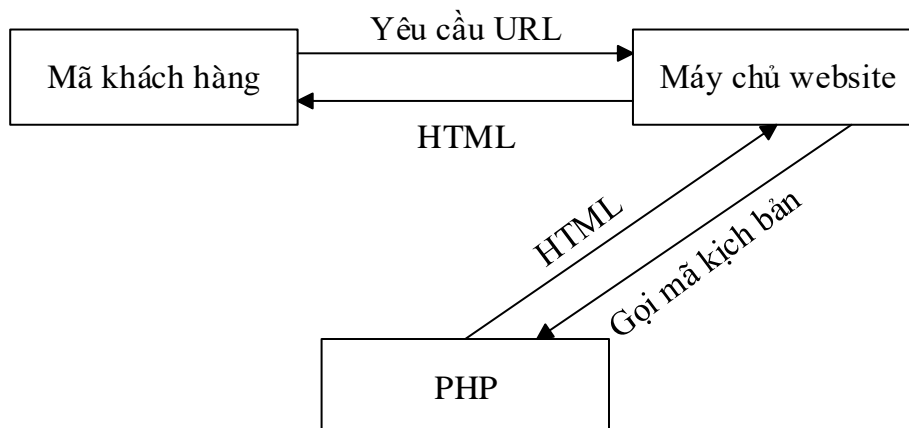 Yêu cầu URL
Mã khách hàng
Máy chủ website
HTML
HTML
Gọi mã kịch bản
PHP